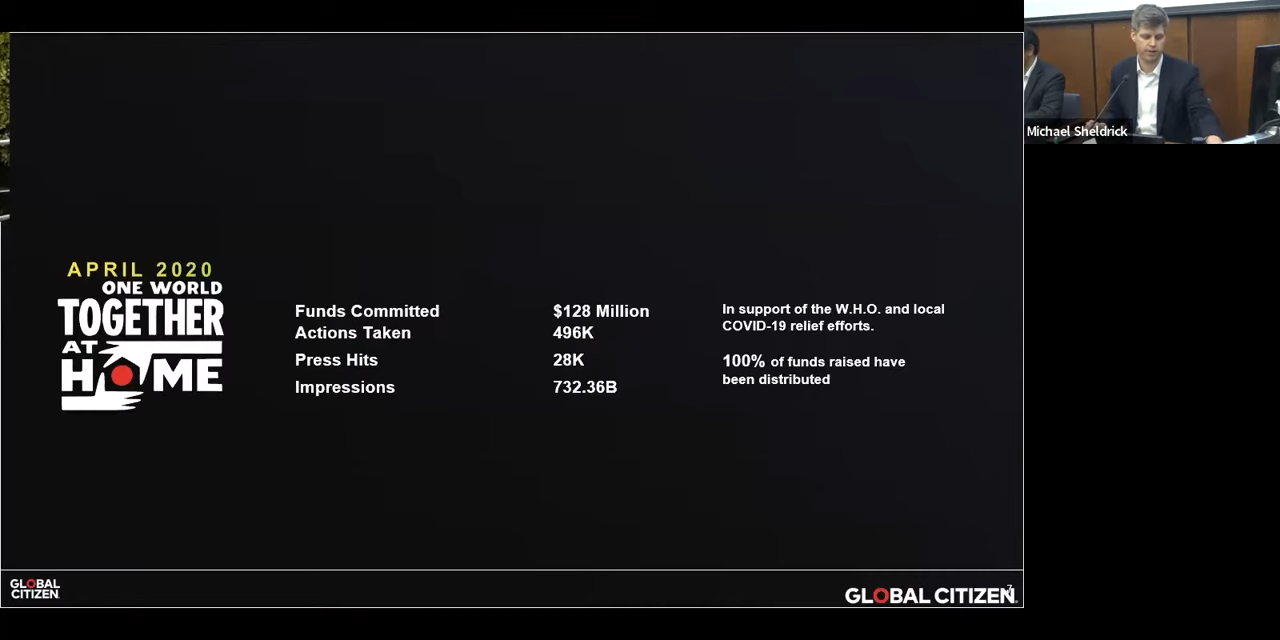 APRIL 2020
ONE WORLD
TOGETHER
AT
HOME
Funds Committed $128 Million
Actions Taken 496K
Press Hits 28K
Impressions 732.36B
In support of the W.H.O. and local
COVID-19 relief efforts.
100% of funds raised have
been distributed
GLOBAL
CITIZEN
GLOBAL CITIZEN
7
Michael Sheldrick